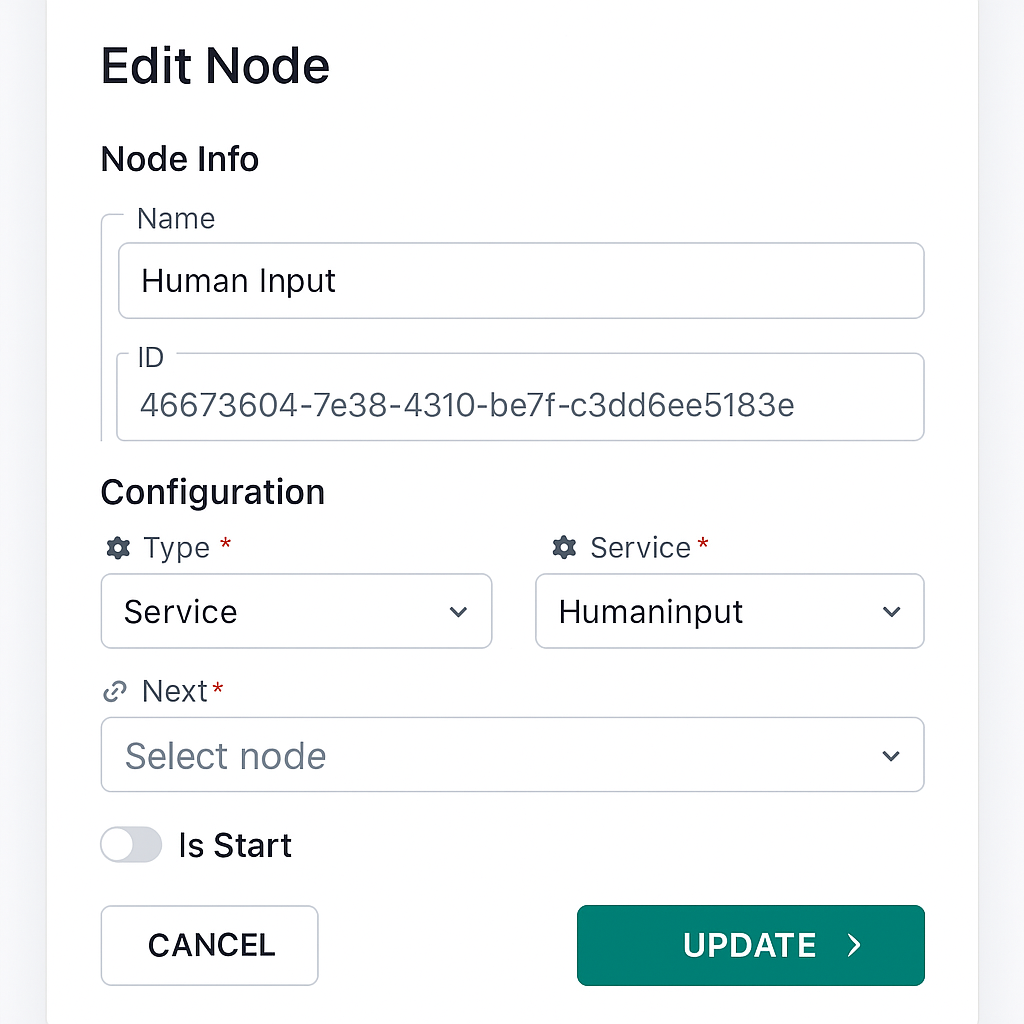 Edit Node
Node Info
Name
Human Input
ID
46673604-7e38-4310-be7f-c3dd6ee5183e
Configuration
Type *
Service *
Service
Humaninput
Next*
Select node
Is Start
CANCEL
UPDATE